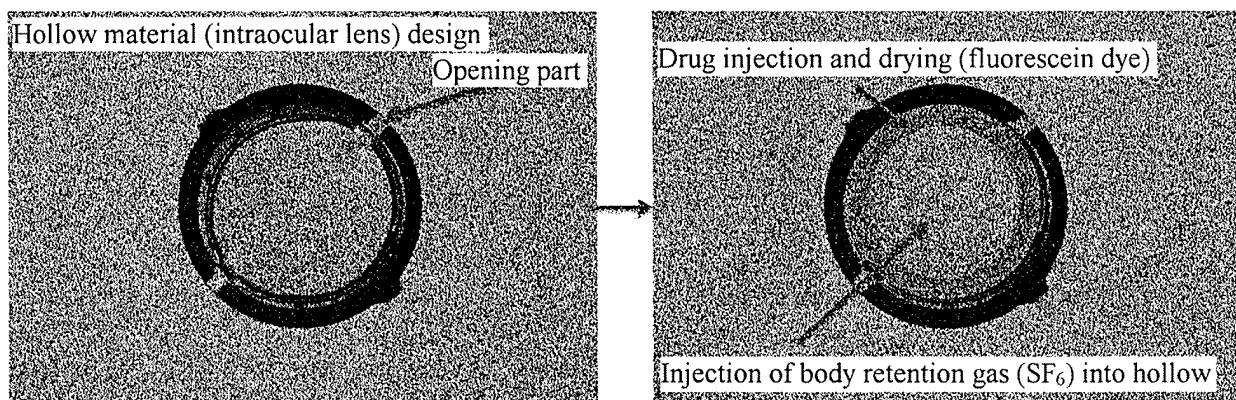 Hollow material (intraocular lens) design
Opening part
Drug injection and drying (fluorescein dye)
Injection of body retention gas (SF₆) into hollow